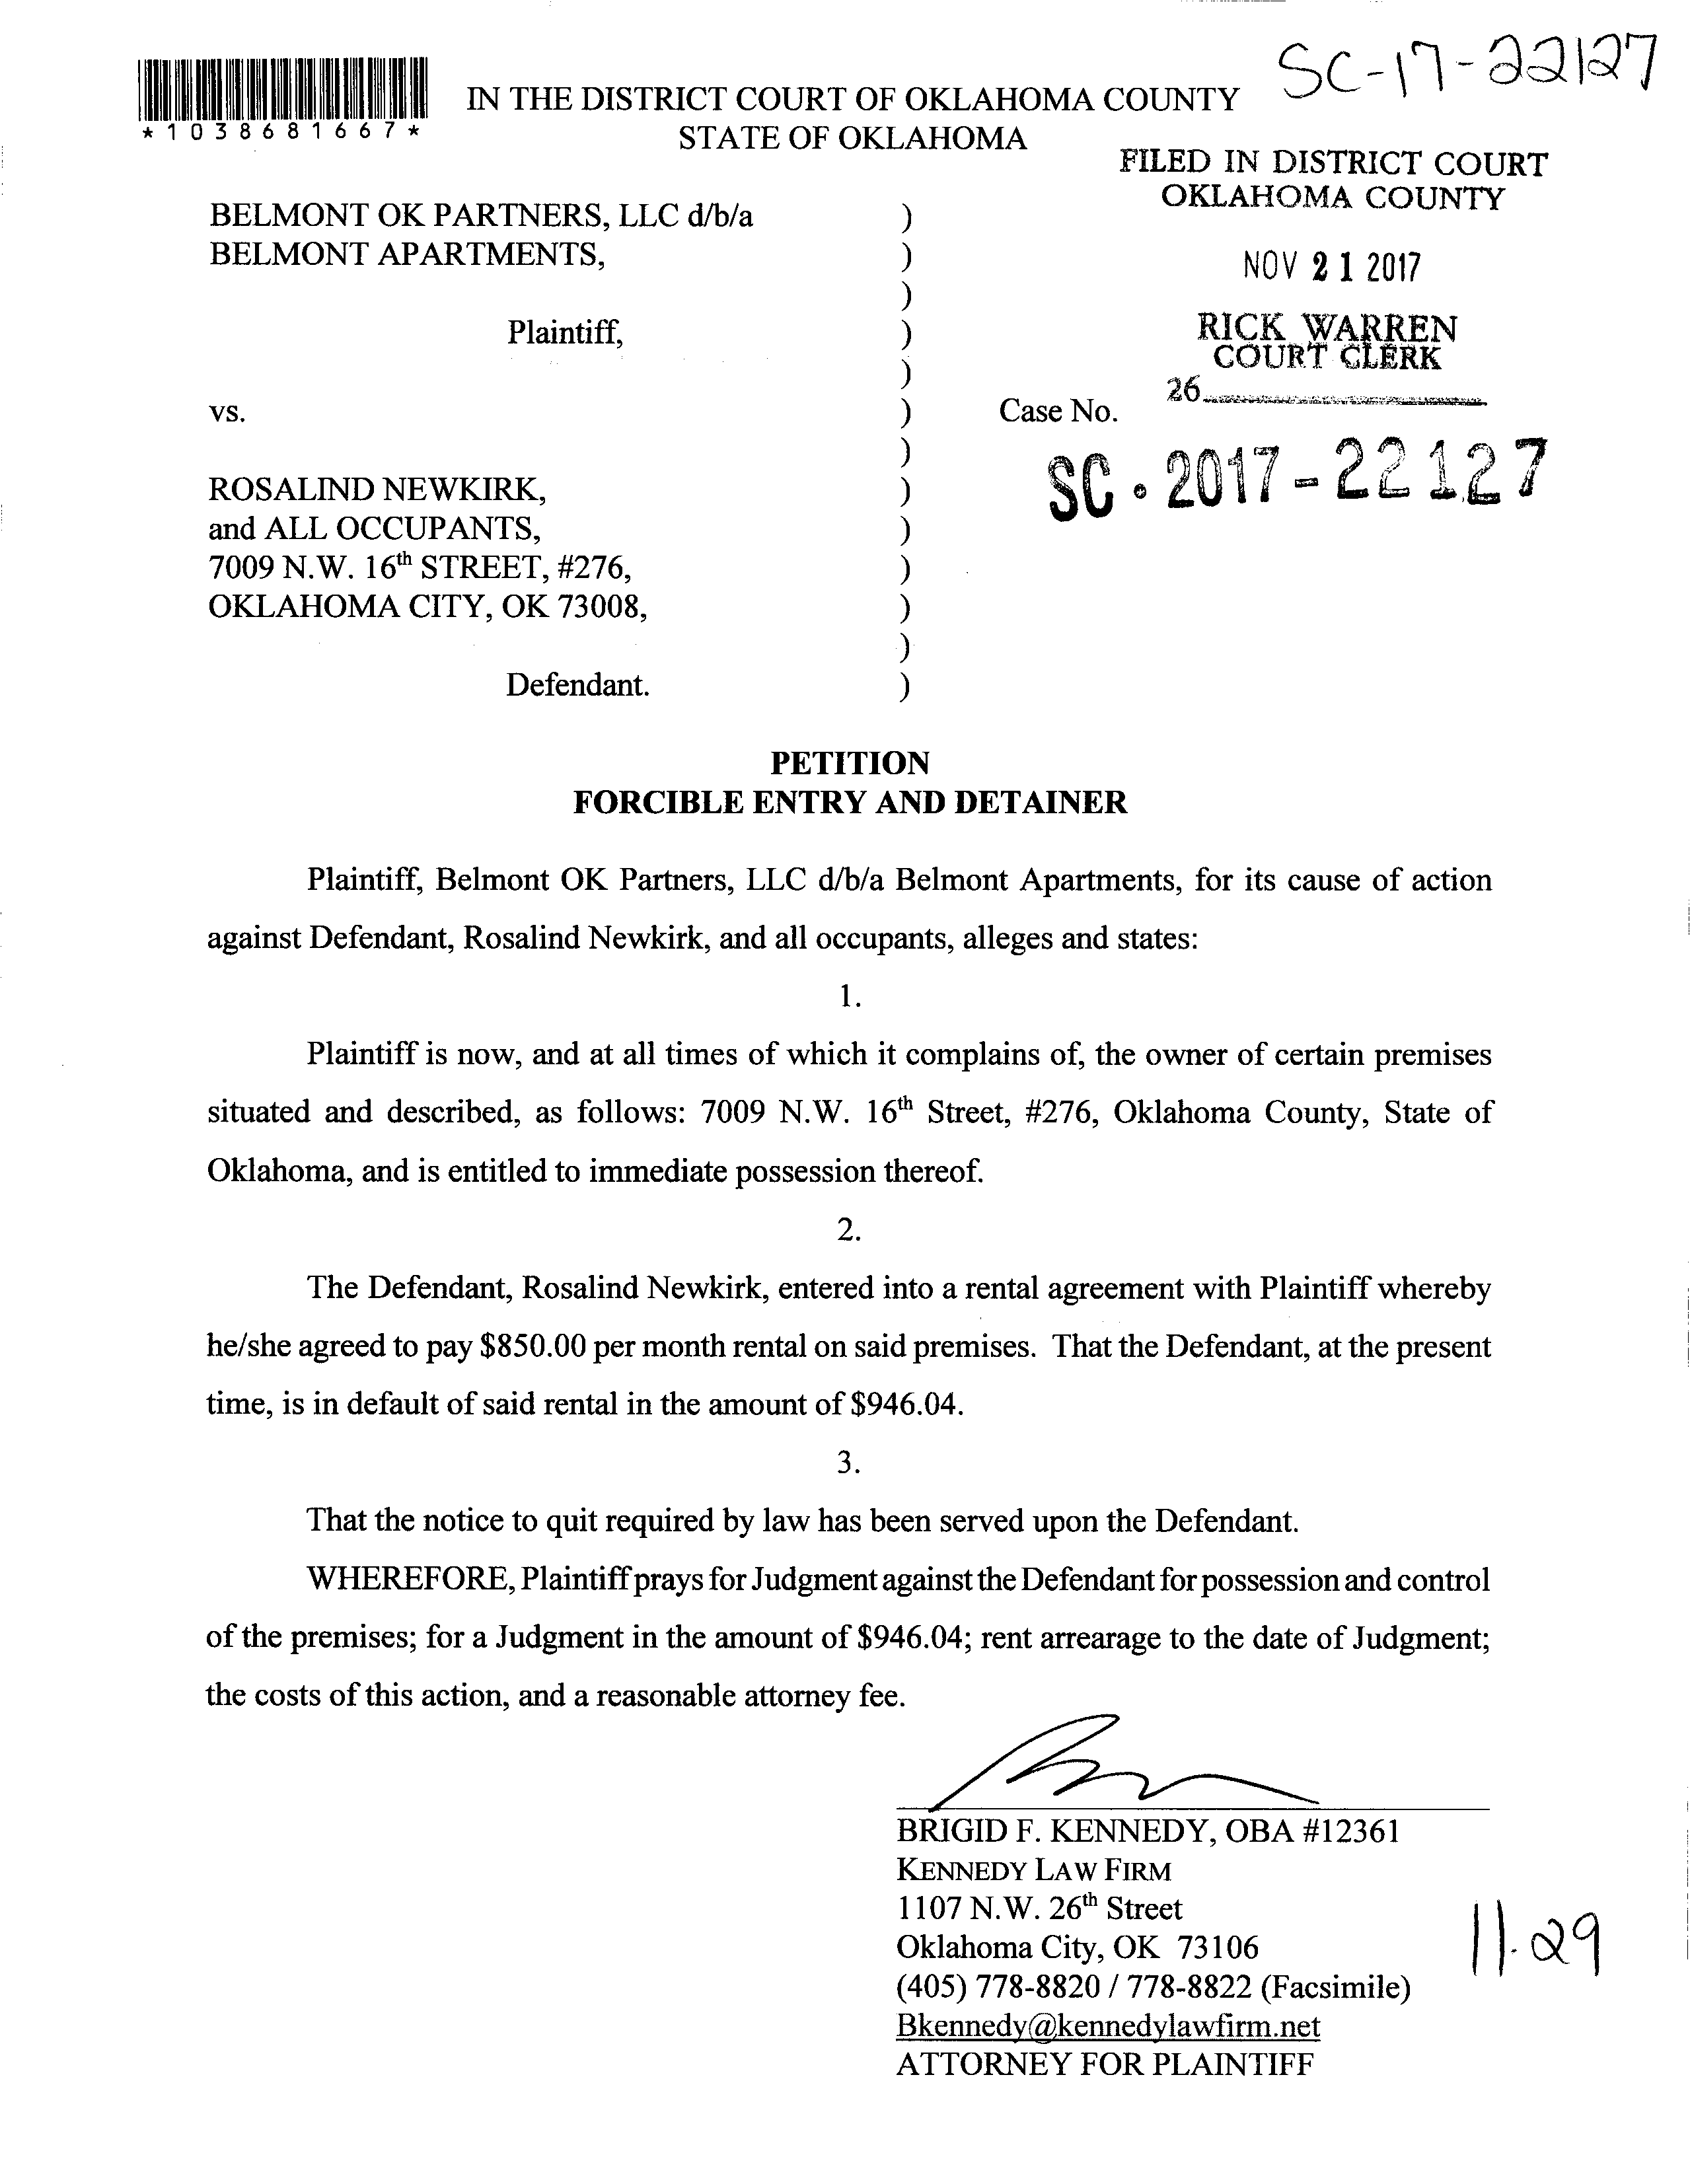 SC-17-22127
*1038681667*
IN THE DISTRICT COURT OF OKLAHOMA COUNTY
STATE OF OKLAHOMA
FILED IN DISTRICT COURT
OKLAHOMA COUNTY
NOV 21 2017
RICK WARREN
COURT CLERK
26
BELMONT OK PARTNERS, LLC d/b/a )
BELMONT APARTMENTS, )
)
Plaintiff, )
)
vs. ) Case No.
)
SC-2017-22127
ROSALIND NEWKIRK, )
and ALL OCCUPANTS, )
7009 N.W. 16th STREET, #276, )
OKLAHOMA CITY, OK 73008, )
)
Defendant. )
PETITION
FORCIBLE ENTRY AND DETAINER
Plaintiff, Belmont OK Partners, LLC d/b/a Belmont Apartments, for its cause of action
against Defendant, Rosalind Newkirk, and all occupants, alleges and states:
1.
Plaintiff is now, and at all times of which it complains of, the owner of certain premises
situated and described, as follows: 7009 N.W. 16th Street, #276, Oklahoma County, State of
Oklahoma, and is entitled to immediate possession thereof.
2.
The Defendant, Rosalind Newkirk, entered into a rental agreement with Plaintiff whereby
he/she agreed to pay $850.00 per month rental on said premises. That the Defendant, at the present
time, is in default of said rental in the amount of $946.04.
3.
That the notice to quit required by law has been served upon the Defendant.
WHEREFORE, Plaintiff prays for Judgment against the Defendant for possession and control
of the premises; for a Judgment in the amount of $946.04; rent arrearage to the date of Judgment;
the costs of this action, and a reasonable attorney fee.
BRIGID F. KENNEDY, OBA #12361
KENNEDY LAW FIRM
1107 N.W. 26th Street
Oklahoma City, OK 73106
(405) 778-8820 / 778-8822 (Facsimile)
Bkennedy@kennedylawfirm.net
ATTORNEY FOR PLAINTIFF
11-29